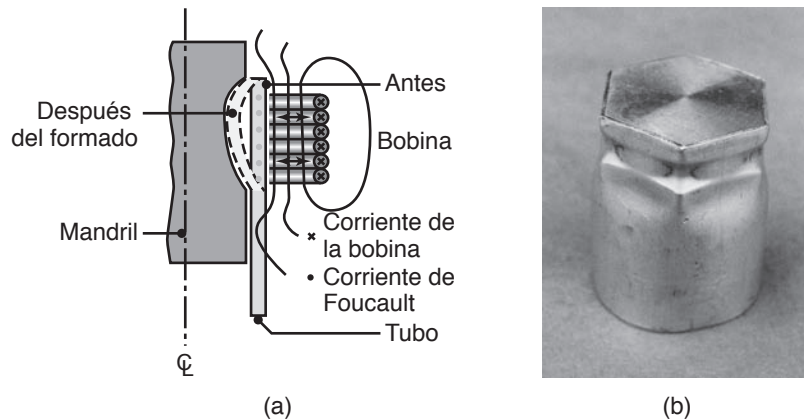 Después
del formado
Antes
Bobina
Mandril
× Corriente de
la bobina
• Corriente de
Foucault
Tubo
℄
(a)
(b)